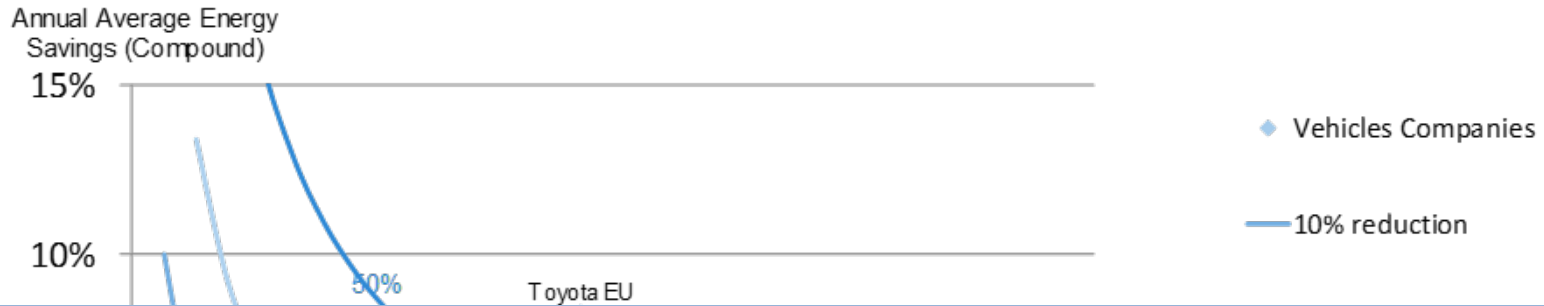 Annual Average Energy
Savings (Compound)
15%
Vehicles Companies
10% reduction
10%
50%
Toyota EU